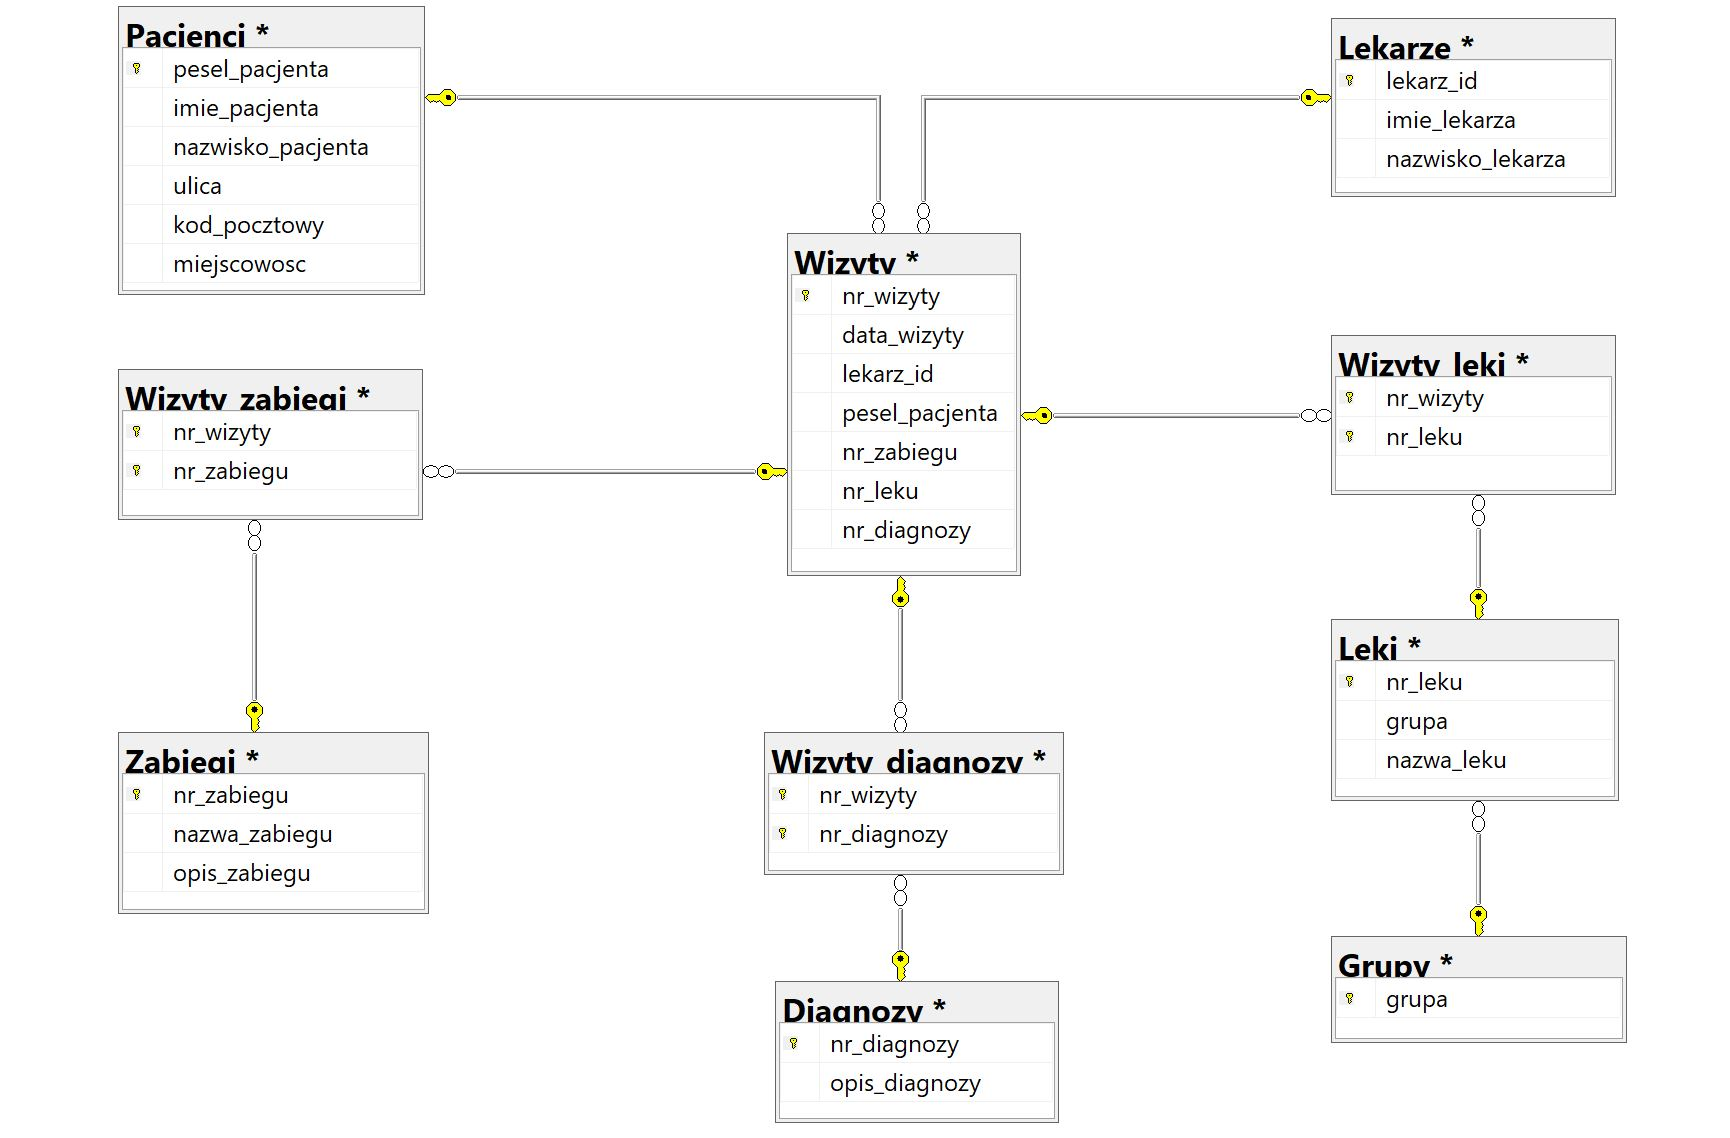 Pacjenci *
pesel_pacjenta
imie_pacjenta
nazwisko_pacjenta
ulica
kod_pocztowy
miejscowosc
Lekarze *
lekarz_id
imie_lekarza
nazwisko_lekarza
Wizyty *
nr_wizyty
data_wizyty
lekarz_id
pesel_pacjenta
nr_zabiegu
nr_leku
nr_diagnozy
Wizyty_zabiegi *
nr_wizyty
nr_zabiegu
Wizyty_leki *
nr_wizyty
nr_leku
Zabiegi *
nr_zabiegu
nazwa_zabiegu
opis_zabiegu
Wizyty_diagnozy *
nr_wizyty
nr_diagnozy
Leki *
nr_leku
grupa
nazwa_leku
Diagnozy *
nr_diagnozy
opis_diagnozy
Grupy *
grupa